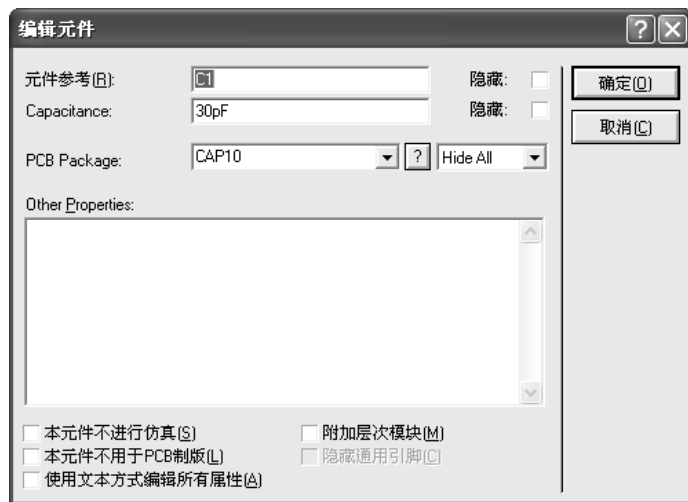 编辑元件
元件参考(R): C1 隐藏: 确定(O)
Capacitance: 30pF 隐藏: 取消(C)
PCB Package: CAP10 ? Hide All
Other Properties:
本元件不进行仿真(S) 附加层次模块(M)
本元件不用于PCB制版(L) 隐藏通用引脚(C)
使用文本方式编辑所有属性(A)